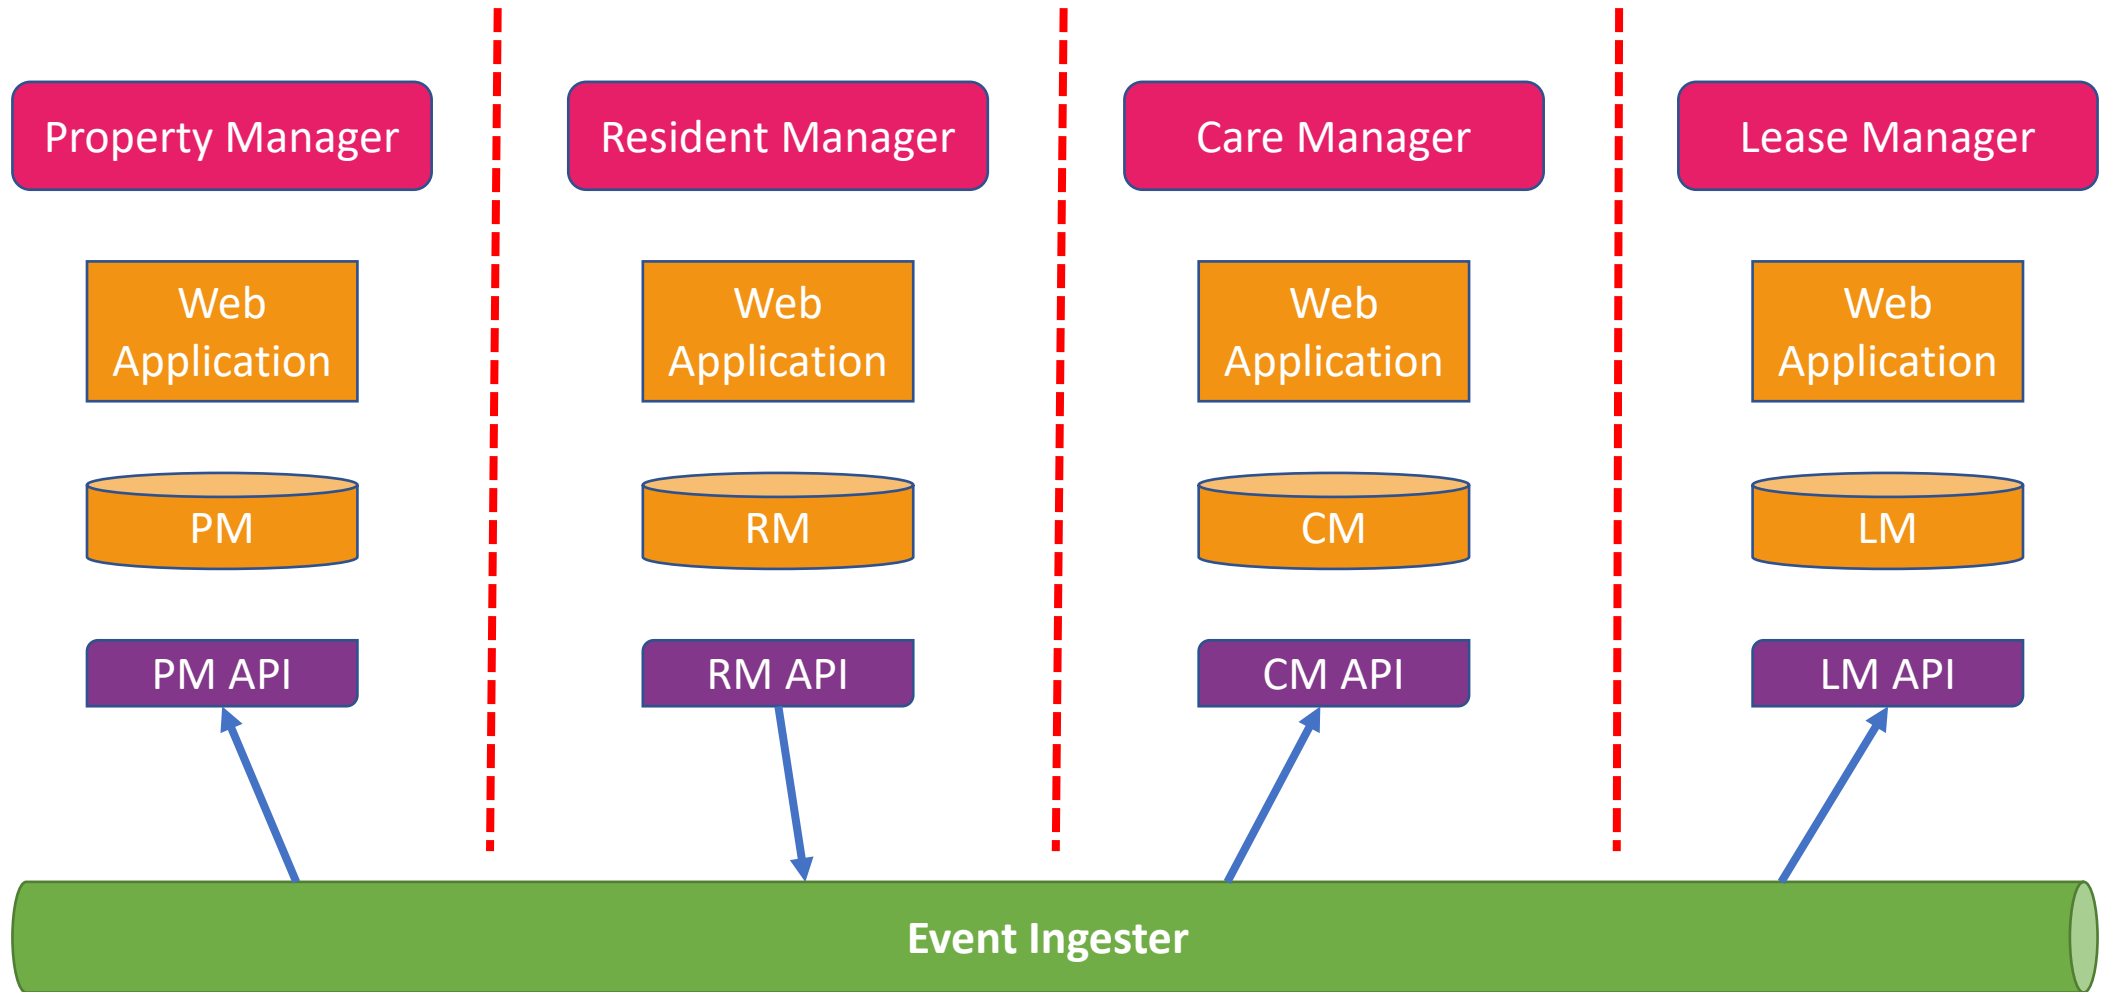 Property Manager
Resident Manager
Care Manager
Lease Manager
Web
Application
Web
Application
Web
Application
Web
Application
PM
RM
CM
LM
PM API
RM API
CM API
LM API
Event Ingester